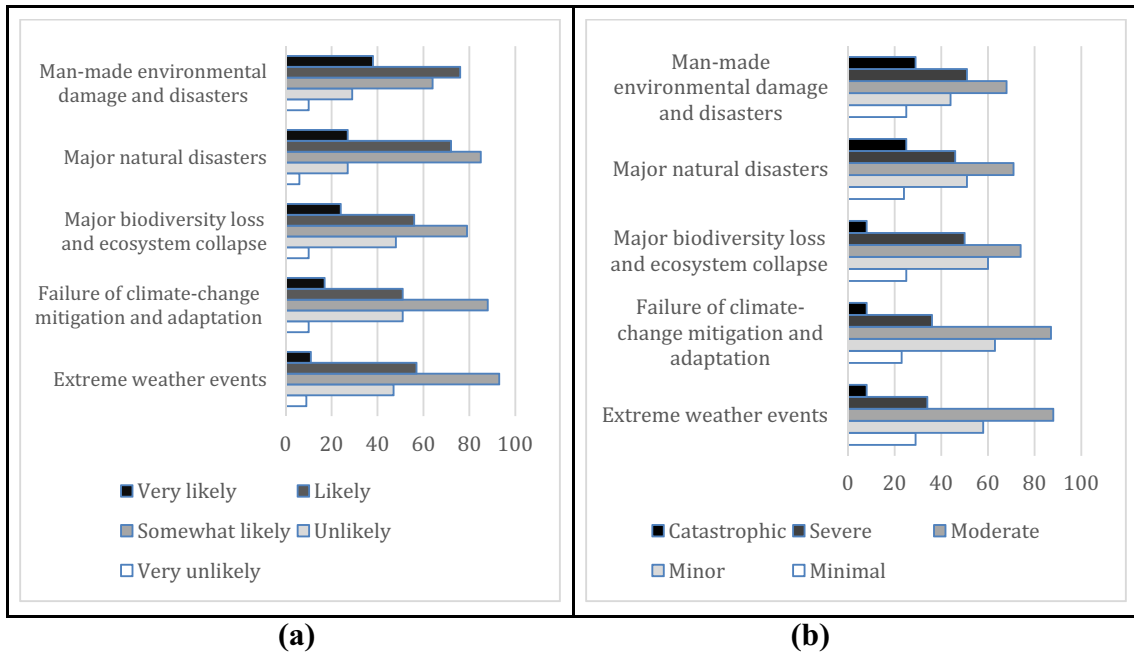 Man-made environmental
damage and disasters
Major natural disasters
Major biodiversity loss
and ecosystem collapse
Failure of climate-change
mitigation and adaptation
Extreme weather events
0 20 40 60 80 100
Very likely Likely
Somewhat likely Unlikely
Very unlikely
(a)
Man-made
environmental damage
and disasters
Major natural disasters
Major biodiversity loss
and ecosystem collapse
Failure of climate-
change mitigation and
adaptation
Extreme weather events
0 20 40 60 80 100
Catastrophic Severe Moderate
Minor Minimal
(b)